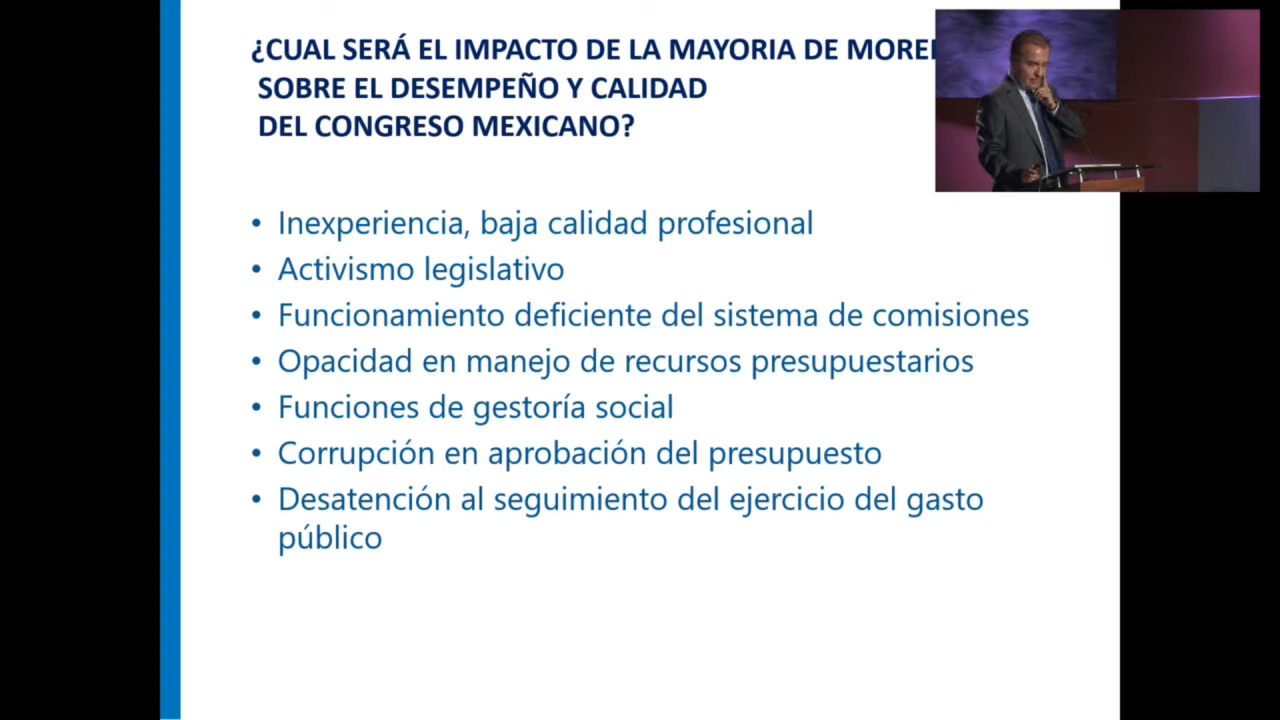 ¿CUAL SERÁ EL IMPACTO DE LA MAYORIA DE
SOBRE EL DESEMPEÑO Y CALIDAD
DEL CONGRESO MEXICANO?
• Inexperiencia, baja calidad profesional
• Activismo legislativo
• Funcionamiento deficiente del sistema de comisiones
• Opacidad en manejo de recursos presupuestarios
• Funciones de gestoría social
• Corrupción en aprobación del presupuesto
• Desatención al seguimiento del ejercicio del gasto
público